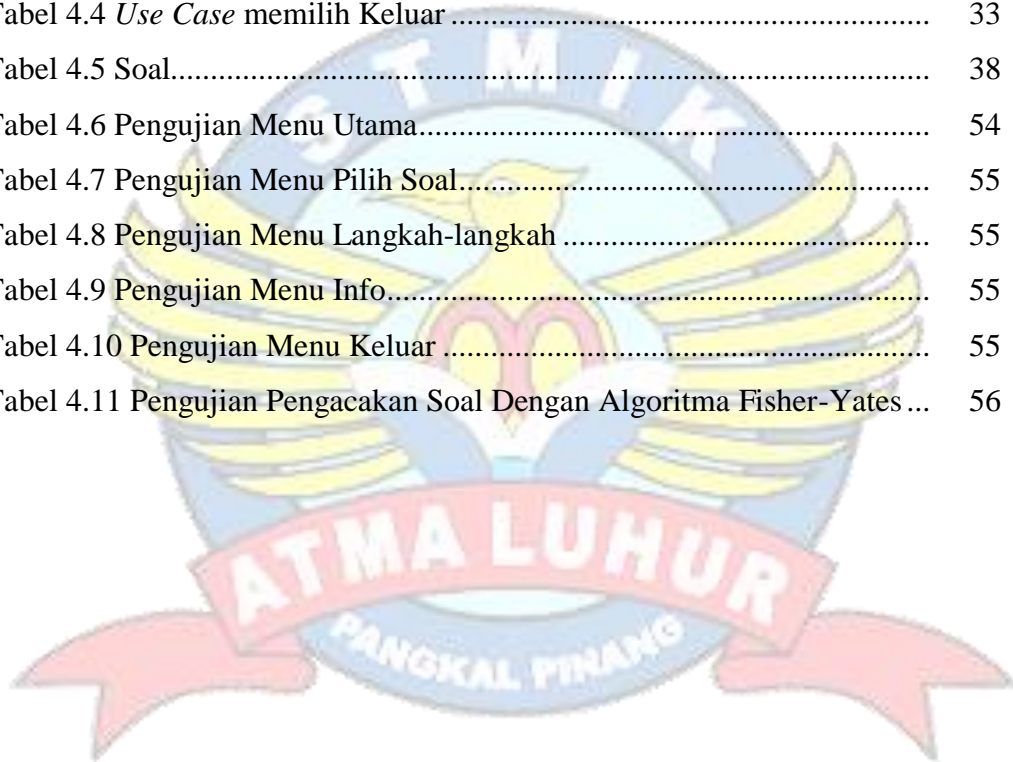 Tabel 4.4 Use Case memilih Keluar ........................................................... 33
Tabel 4.5 Soal............................................................................................... 38
Tabel 4.6 Pengujian Menu Utama................................................................ 54
Tabel 4.7 Pengujian Menu Pilih Soal........................................................... 55
Tabel 4.8 Pengujian Menu Langkah-langkah .............................................. 55
Tabel 4.9 Pengujian Menu Info.................................................................... 55
Tabel 4.10 Pengujian Menu Keluar ............................................................. 55
Tabel 4.11 Pengujian Pengacakan Soal Dengan Algoritma Fisher-Yates ... 56
STMIK
ATMA LUHUR
PANGKAL PINANG